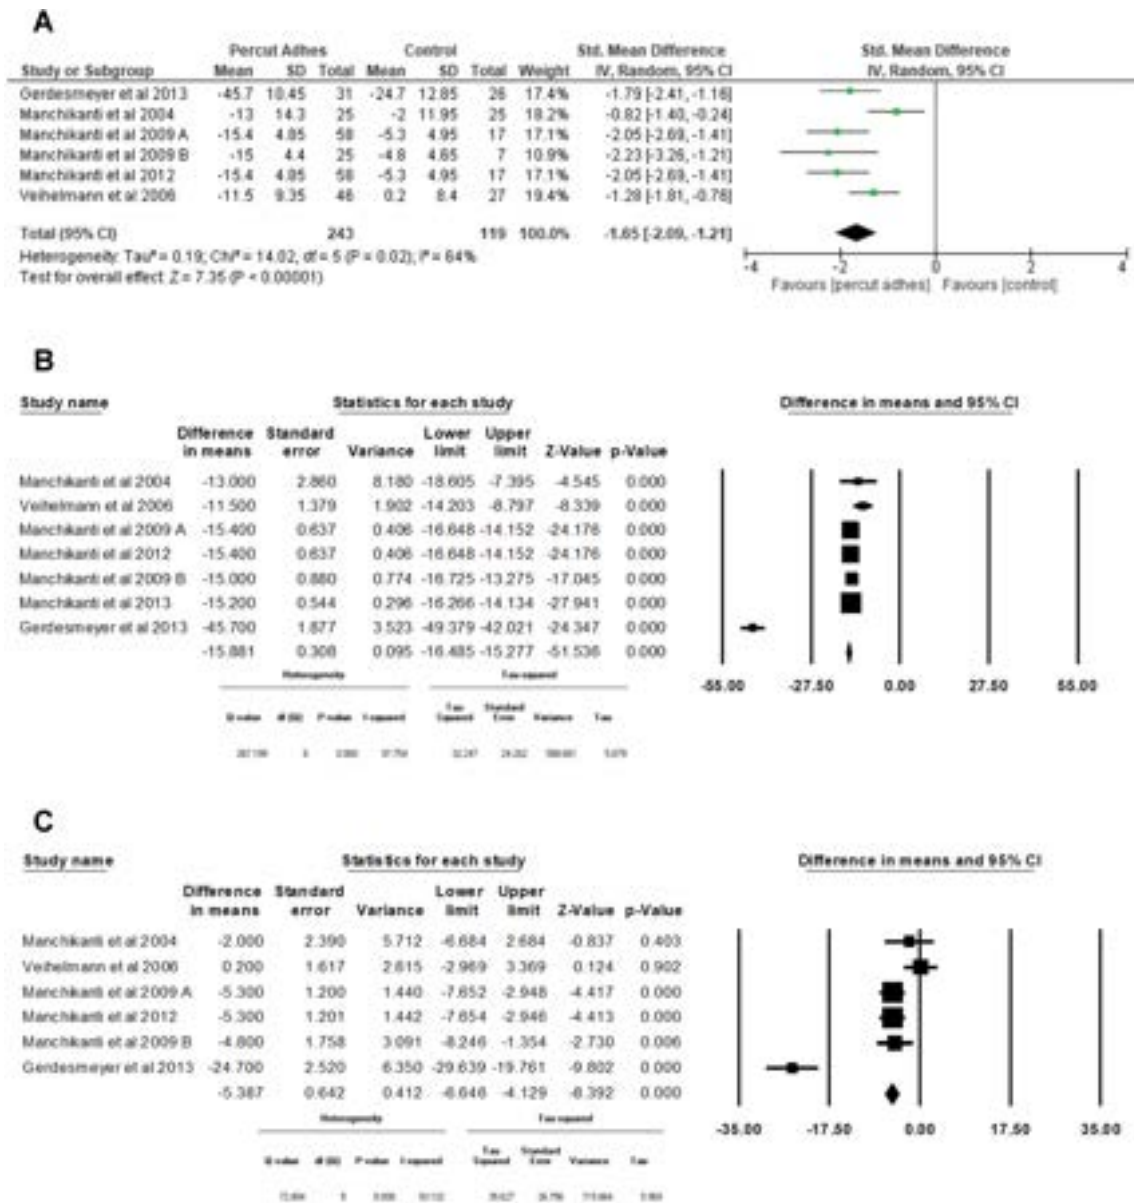 A
Percut Adhes Control Std. Mean Difference Std. Mean Difference
Study or Subgroup Mean SD Total Mean SD Total Weight IV, Random, 95% CI IV, Random, 95% CI
Gerdesmeyer et al 2013 -45.7 10.45 31 -24.7 12.85 26 17.4% -1.79 [-2.41, -1.16]
Manchikanti et al 2004 -13 14.3 25 -2 11.95 25 18.2% -0.82 [-1.40, -0.24]
Manchikanti et al 2009 A -15.4 4.85 58 -5.3 4.95 17 17.1% -2.05 [-2.69, -1.41]
Manchikanti et al 2009 B -15 4.4 25 -4.8 4.65 7 10.9% -2.23 [-3.26, -1.21]
Manchikanti et al 2012 -15.4 4.85 58 -5.3 4.95 17 17.1% -2.05 [-2.69, -1.41]
Veihelmann et al 2006 -11.5 9.35 46 0.2 8.4 27 19.4% -1.28 [-1.81, -0.76]
Total (95% CI) 243 119 100.0% -1.65 [-2.09, -1.21]
Heterogeneity: Tau² = 0.19; Chi² = 14.02, df = 5 (P = 0.02); I² = 64%
Test for overall effect: Z = 7.35 (P < 0.00001)
-4 -2 0 2 4
Favours [percut adhes] Favours [control]
B
Study name Statistics for each study Difference in means and 95% CI
Difference Standard Lower Upper
in means error Variance limit limit Z-Value p-Value
Manchikanti et al 2004 -13.000 2.860 8.180 -18.605 -7.395 -4.545 0.000
Veihelmann et al 2006 -11.500 1.379 1.902 -14.203 -8.797 -8.339 0.000
Manchikanti et al 2009 A -15.400 0.637 0.406 -16.648 -14.152 -24.176 0.000
Manchikanti et al 2012 -15.400 0.637 0.406 -16.648 -14.152 -24.176 0.000
Manchikanti et al 2009 B -15.000 0.880 0.774 -16.725 -13.275 -17.045 0.000
Manchikanti et al 2013 -15.200 0.544 0.296 -16.266 -14.134 -27.941 0.000
Gerdesmeyer et al 2013 -45.700 1.877 3.523 -49.379 -42.021 -24.347 0.000
-15.881 0.308 0.095 -16.485 -15.277 -51.536 0.000
-55.00 -27.50 0.00 27.50 55.00
Heterogeneity Tau-squared
Tau Standard
Q-value df (Q) P-value I-squared Squared Error Variance Tau
C
Study name Statistics for each study Difference in means and 95% CI
Difference Standard Lower Upper
in means error Variance limit limit Z-Value p-Value
Manchikanti et al 2004 -2.000 2.390 5.712 -6.684 2.684 -0.837 0.403
Veihelmann et al 2006 0.200 1.617 2.615 -2.969 3.369 0.124 0.902
Manchikanti et al 2009 A -5.300 1.200 1.440 -7.652 -2.948 -4.417 0.000
Manchikanti et al 2012 -5.300 1.201 1.442 -7.654 -2.946 -4.413 0.000
Manchikanti et al 2009 B -4.800 1.758 3.091 -8.246 -1.354 -2.730 0.006
Gerdesmeyer et al 2013 -24.700 2.520 6.350 -29.639 -19.761 -9.802 0.000
-5.387 0.642 0.412 -6.646 -4.129 -8.392 0.000
-35.00 -17.50 0.00 17.50 35.00
Heterogeneity Tau-squared
Tau Standard
Q-value df (Q) P-value I-squared Squared Error Variance Tau